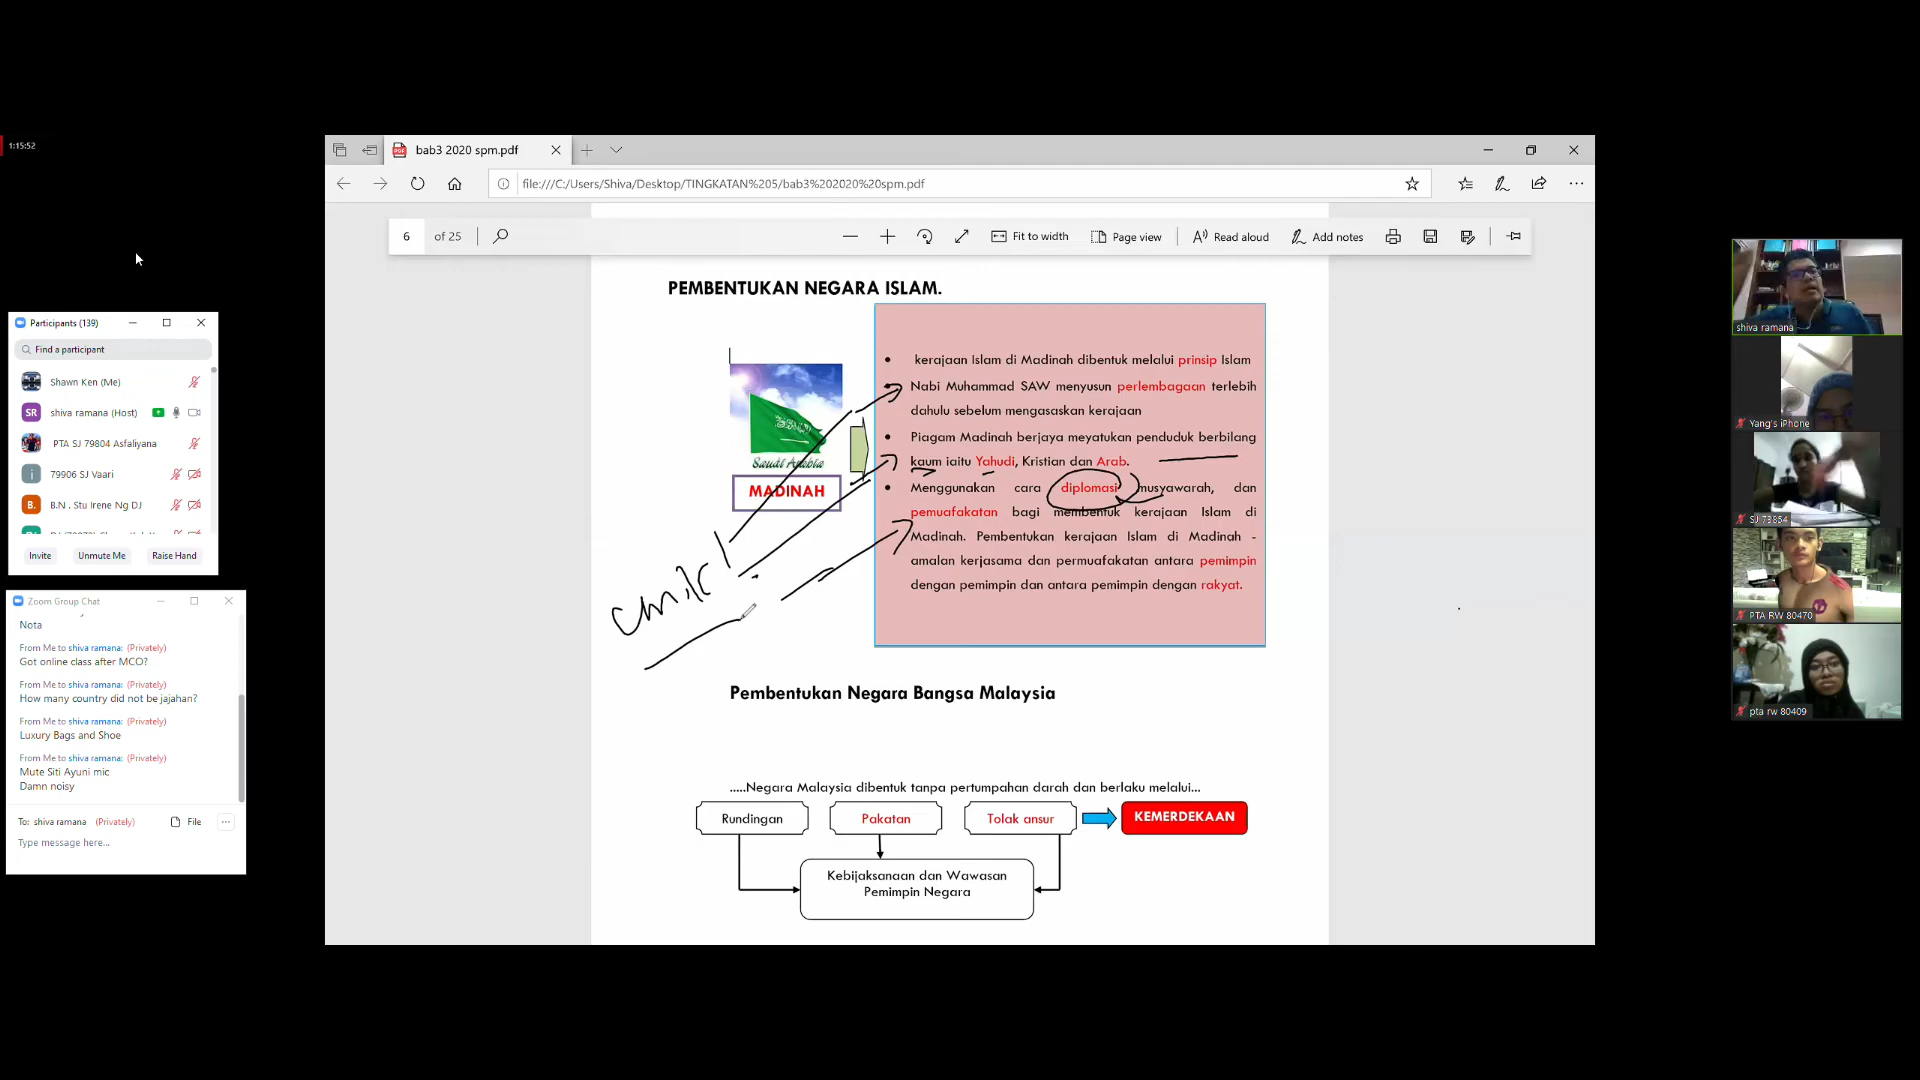 1:15:52
bab3 2020 spm.pdf
file:///C:/Users/Shiva/Desktop/TINGKATAN%205/bab3%202020%20spm.pdf
6 of 25
Fit to width
Page view
Read aloud
Add notes
Participants (139)
Find a participant
Shawn Ken (Me)
SR shiva ramana (Host)
PTA SJ 79804 Asfaliyana
i 79906 SJ Vaari
B. B.N . Stu Irene Ng DJ
Invite
Unmute Me
Raise Hand
Zoom Group Chat
Nota
From Me to shiva ramana: (Privately)
Got online class after MCO?
From Me to shiva ramana: (Privately)
How many country did not be jajahan?
From Me to shiva ramana: (Privately)
Luxury Bags and Shoe
From Me to shiva ramana: (Privately)
Mute Siti Ayuni mic
Damn noisy
To: shiva ramana (Privately)
File
Type message here...
PEMBENTUKAN NEGARA ISLAM.
Saudi Arabia
MADINAH
• kerajaan Islam di Madinah dibentuk melalui prinsip Islam
• Nabi Muhammad SAW menyusun perlembagaan terlebih
dahulu sebelum mengasaskan kerajaan
• Piagam Madinah berjaya meyatukan penduduk berbilang
kaum iaitu Yahudi, Kristian dan Arab.
• Menggunakan cara diplomasi musyawarah, dan
pemuafakatan bagi membentuk kerajaan Islam di
Madinah. Pembentukan kerajaan Islam di Madinah -
amalan kerjasama dan permuafakatan antara pemimpin
dengan pemimpin dan antara pemimpin dengan rakyat.
Pembentukan Negara Bangsa Malaysia
.....Negara Malaysia dibentuk tanpa pertumpahan darah dan berlaku melalui...
Rundingan
Pakatan
Tolak ansur
KEMERDEKAAN
Kebijaksanaan dan Wawasan
Pemimpin Negara
shiva ramana
Yang's iPhone
SJ 79854
PTA RW 80470
pta rw 80409